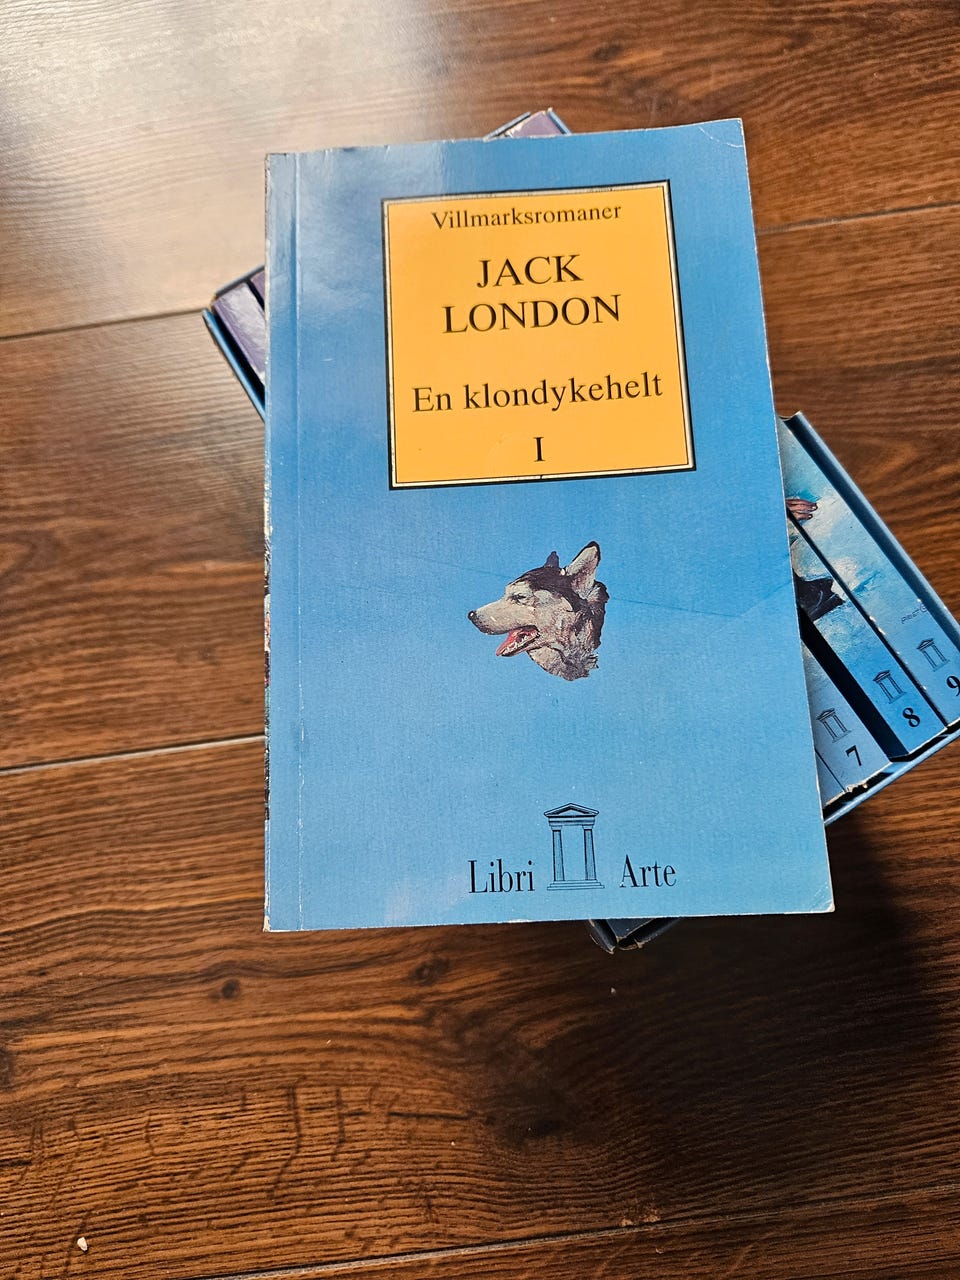 Villmarksromaner
JACK
LONDON
En klondykehelt
I
Libri Arte
7
8
9